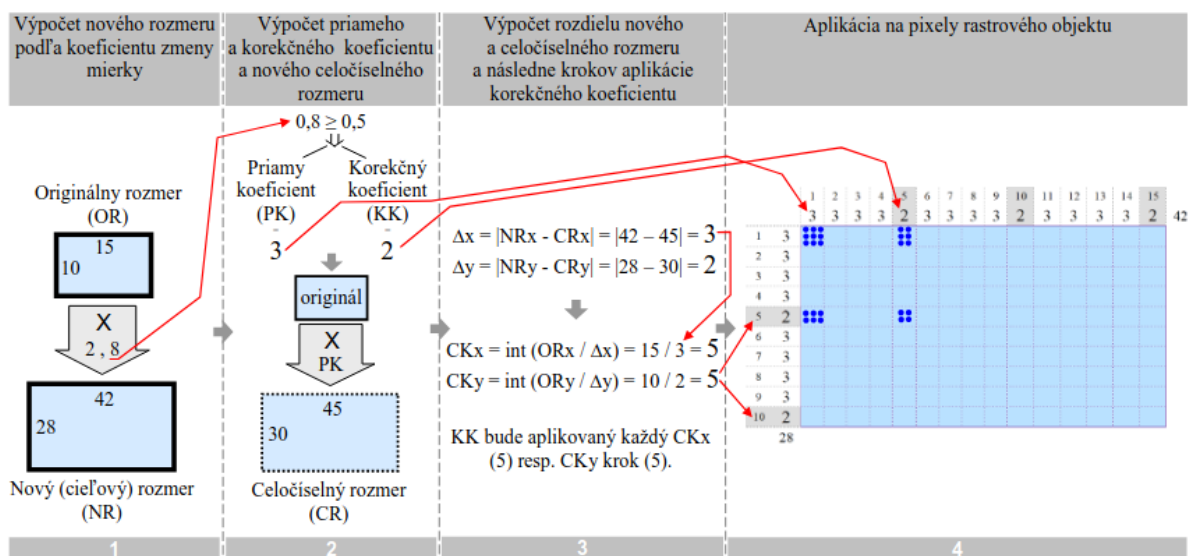 Výpočet nového rozmeru
podľa koeficientu zmeny
mierky
Originálny rozmer
(OR)
15
10
X
2 , 8
42
28
Nový (cieľový) rozmer
(NR)
1
Výpočet priameho
a korekčného koeficientu
a nového celočíselného
rozmeru
0,8 ≥ 0,5
Priamy
koeficient
(PK)
3
Korekčný
koeficient
(KK)
2
originál
X
PK
45
30
Celočíselný rozmer
(CR)
2
Výpočet rozdielu nového
a celočíselného rozmeru
a následne krokov aplikácie
korekčného koeficientu
Δx = |NRx - CRx| = |42 – 45| = 3
Δy = |NRy - CRy| = |28 – 30| = 2
CKx = int (ORx / Δx) = 15 / 3 = 5
CKy = int (ORy / Δy) = 10 / 2 = 5
KK bude aplikovaný každý CKx
(5) resp. CKy krok (5).
3
Aplikácia na pixely rastrového objektu
1 2 3 4 5 6 7 8 9 10 11 12 13 14 15
3 3 3 3 2 3 3 3 3 2 3 3 3 3 2 42
1 3
2 3
3 3
4 3
5 2
6 3
7 3
8 3
9 3
10 2
28
4